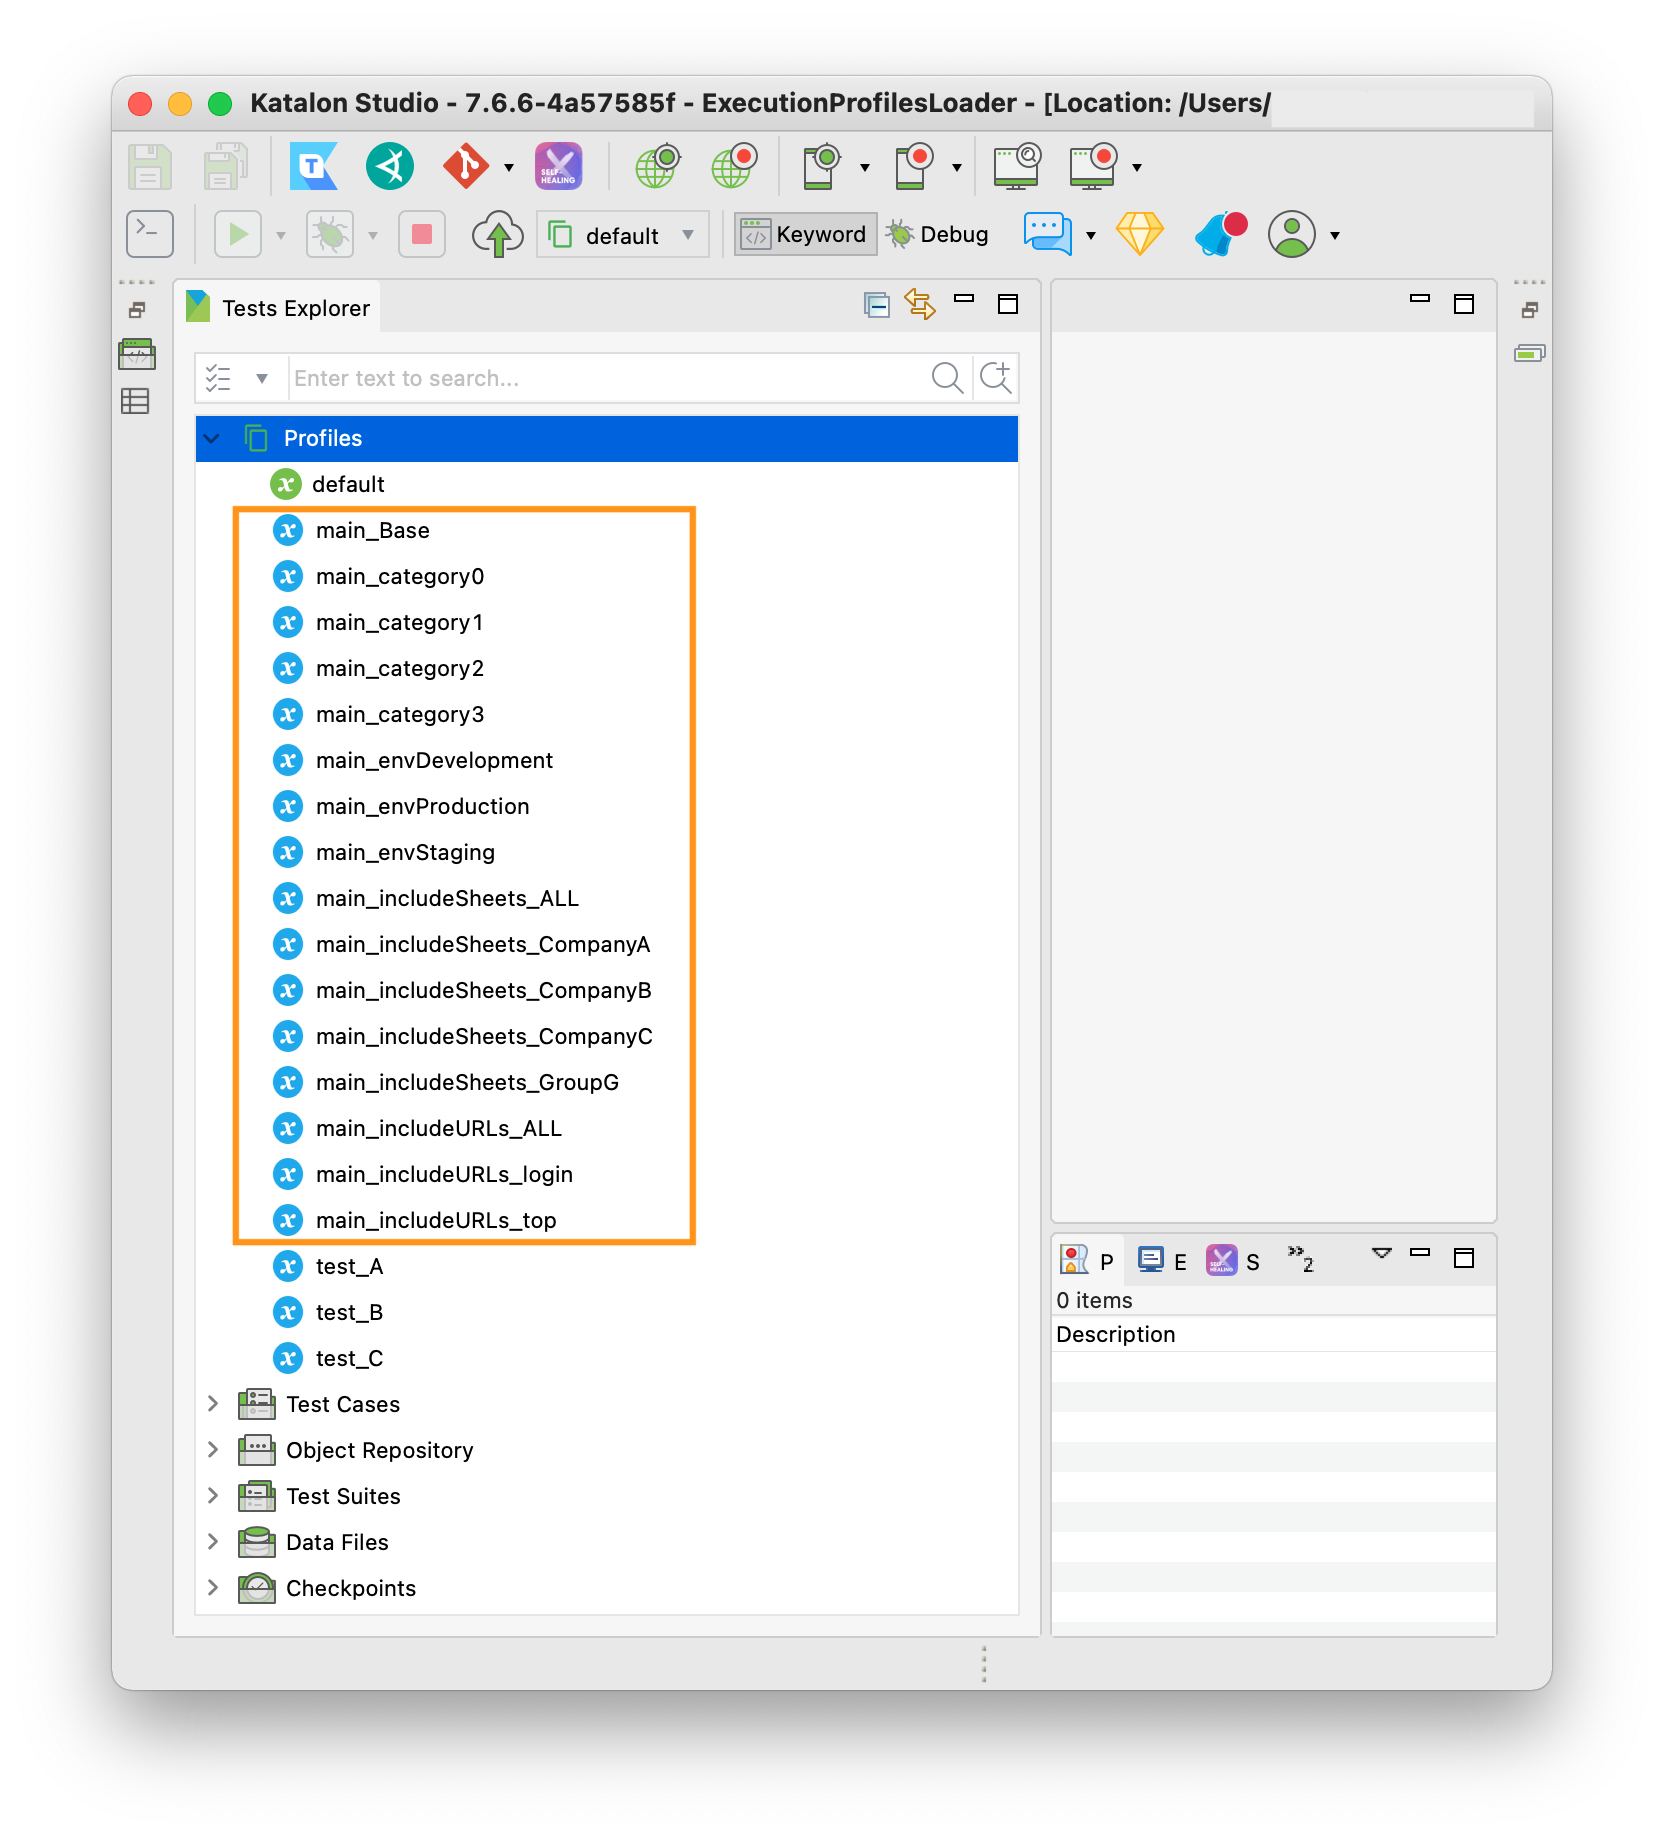 Katalon Studio - 7.6.6-4a57585f - ExecutionProfilesLoader - [Location: /Users/
T
SELF-HEALING
default
Keyword
Debug
Tests Explorer
Enter text to search...
Profiles
default
main_Base
main_category0
main_category1
main_category2
main_category3
main_envDevelopment
main_envProduction
main_envStaging
main_includeSheets_ALL
main_includeSheets_CompanyA
main_includeSheets_CompanyB
main_includeSheets_CompanyC
main_includeSheets_GroupG
main_includeURLs_ALL
main_includeURLs_login
main_includeURLs_top
test_A
test_B
test_C
Test Cases
Object Repository
Test Suites
Data Files
Checkpoints
P
E
S
»2
0 items
Description